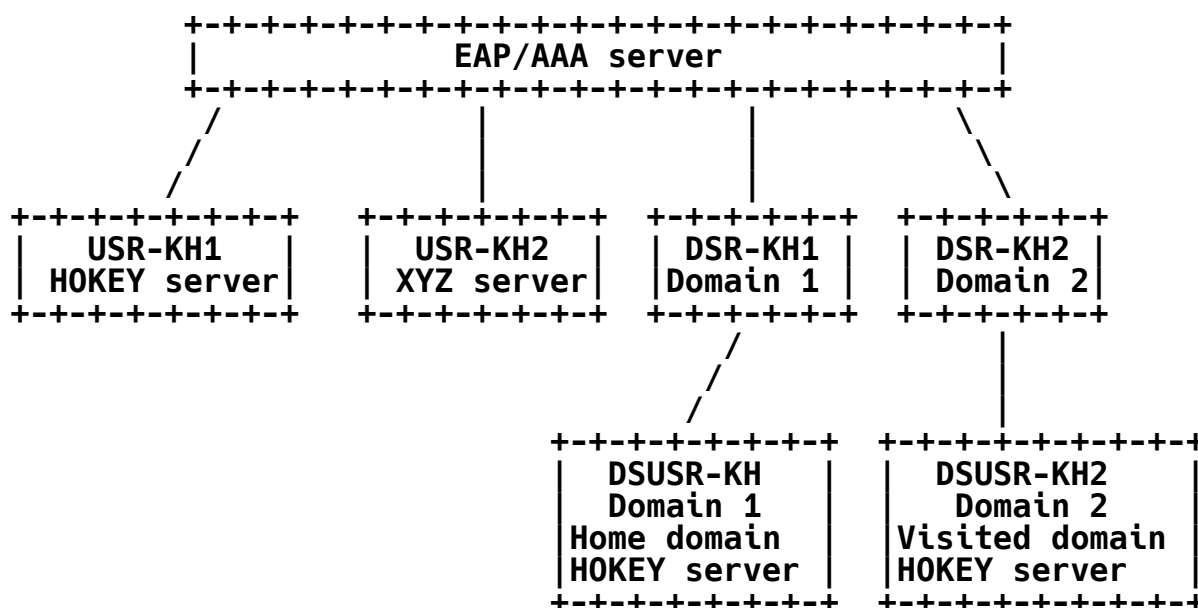 +-+-+-+-+-+-+-+-+-+-+-+-+-+-+-+-+-+-+-+-+-+
|             EAP/AAA server              |
+-+-+-+-+-+-+-+-+-+-+-+-+-+-+-+-+-+-+-+-+-+
/ | | \
/ | | \
/ | | \
+-+-+-+-+-+-+-+ +-+-+-+-+-+-+ +-+-+-+-+-+ +-+-+-+-+-+
| USR-KH1 | | USR-KH2 | | DSR-KH1 | | DSR-KH2 |
| HOKEY server| | XYZ server| |Domain 1 | | Domain 2|
+-+-+-+-+-+-+-+ +-+-+-+-+-+-+ +-+-+-+-+-+ +-+-+-+-+-+
/ |
/ |
/ |
+-+-+-+-+-+-+-+ +-+-+-+-+-+-+-+-+
| DSUSR-KH | | DSUSR-KH2 |
| Domain 1 | | Domain 2 |
|Home domain | |Visited domain |
|HOKEY server | |HOKEY server |
+-+-+-+-+-+-+-+ +-+-+-+-+-+-+-+-+